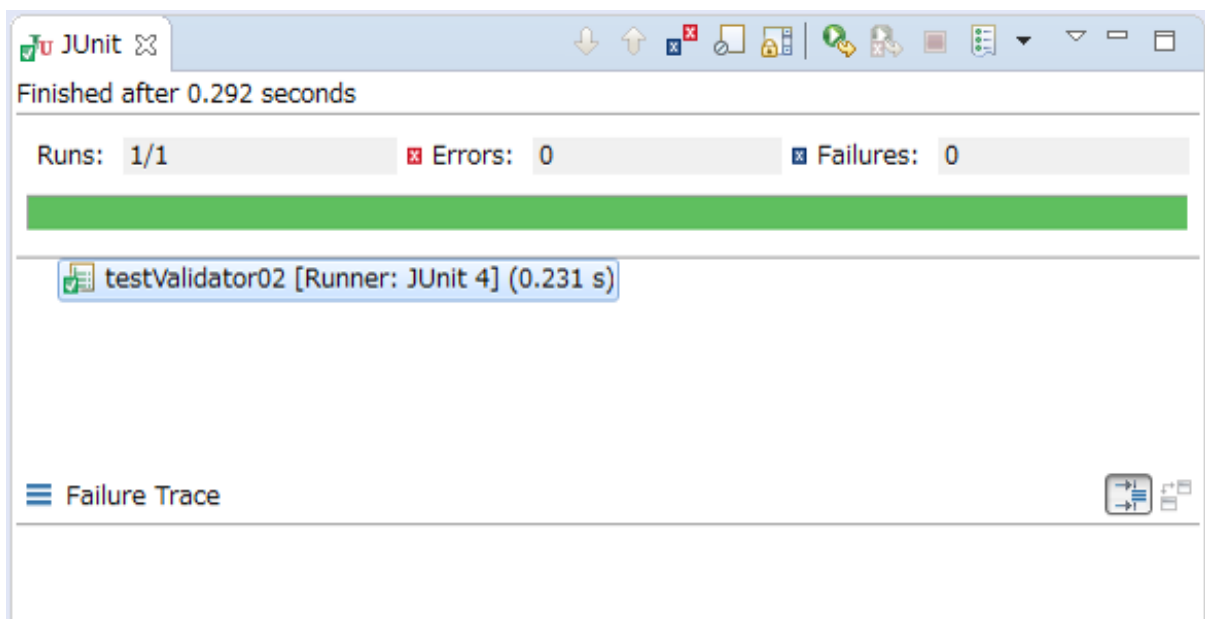 JUnit
Finished after 0.292 seconds
Runs: 1/1 Errors: 0 Failures: 0
testValidator02 [Runner: JUnit 4] (0.231 s)
Failure Trace